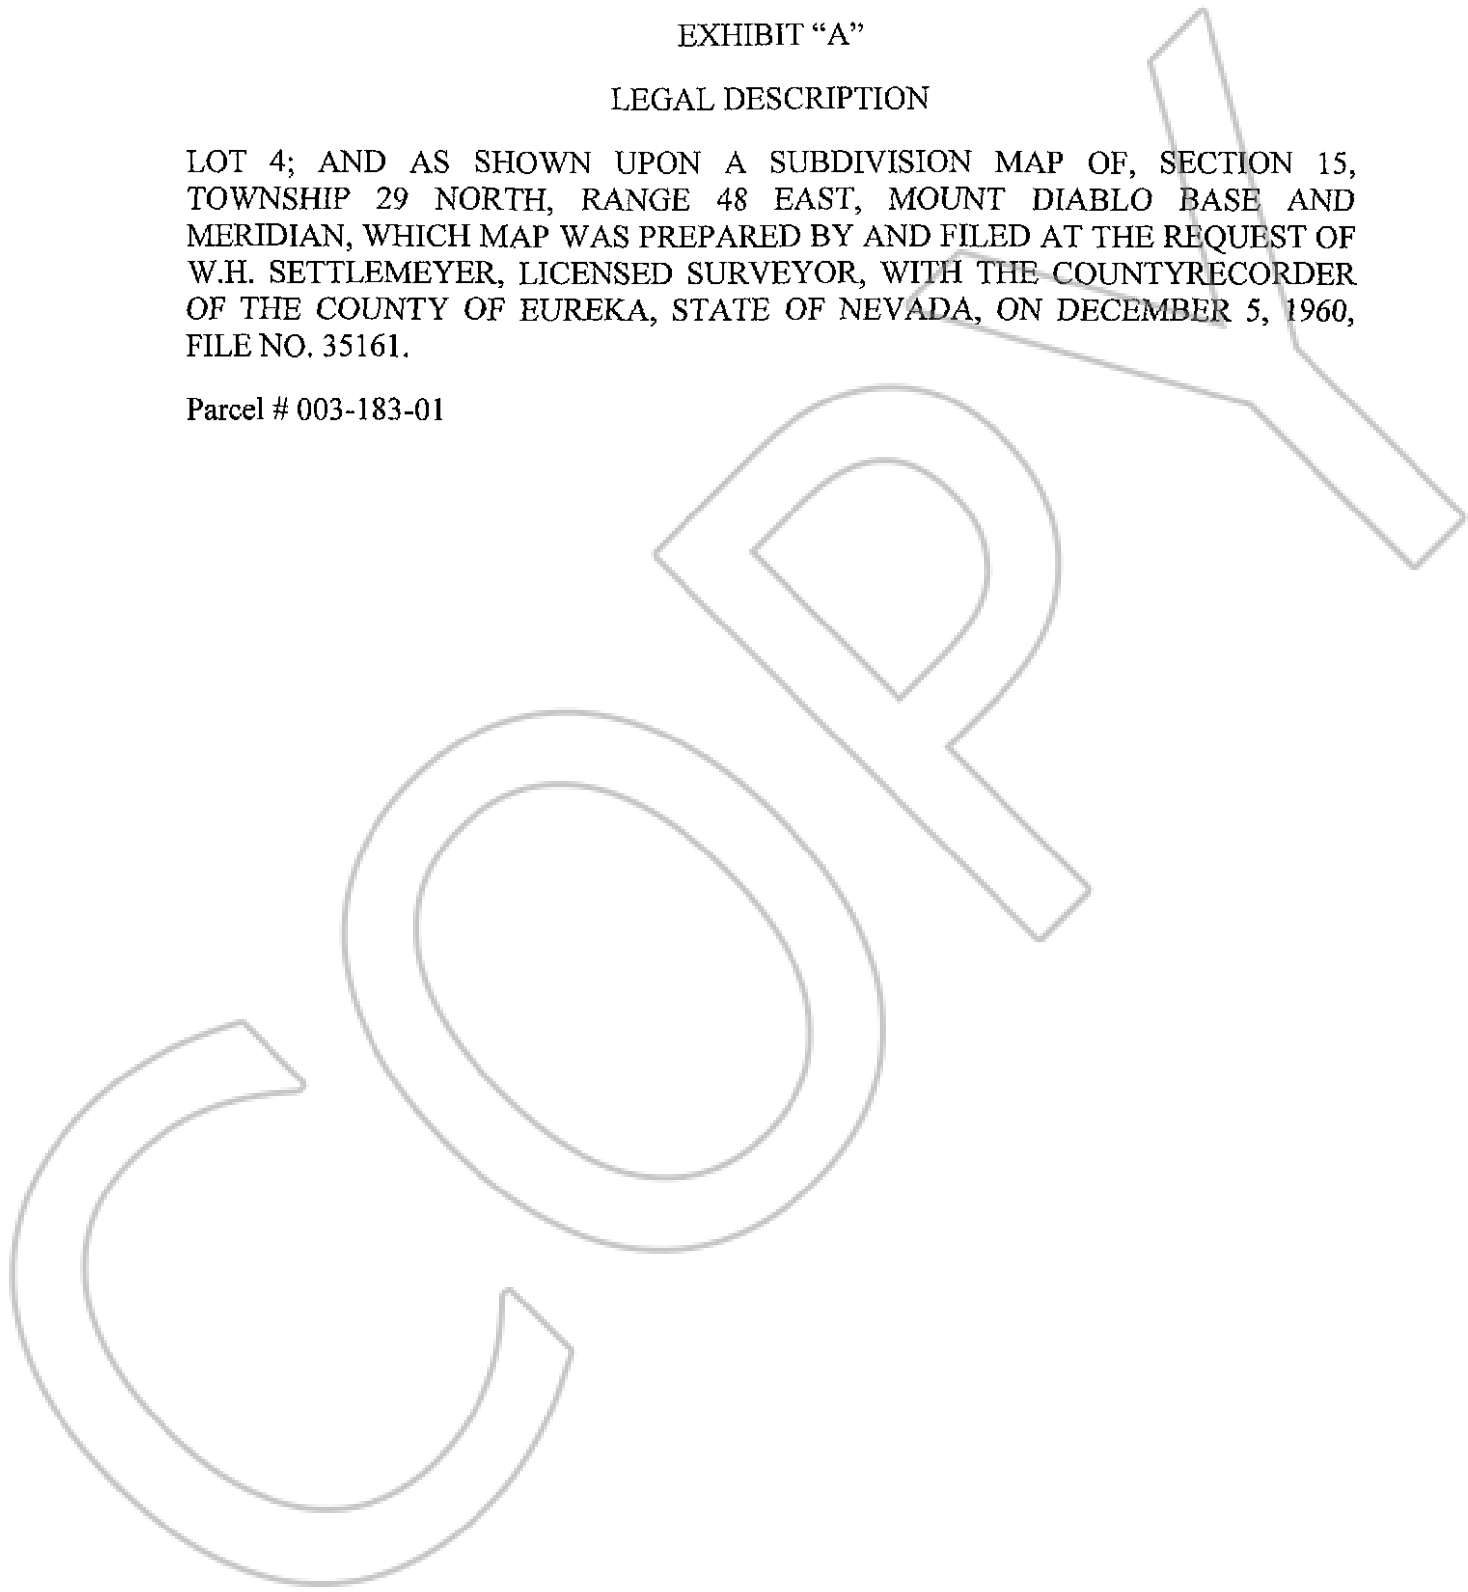 EXHIBIT “A”
LEGAL DESCRIPTION
LOT 4; AND AS SHOWN UPON A SUBDIVISION MAP OF, SECTION 15,
TOWNSHIP 29 NORTH, RANGE 48 EAST, MOUNT DIABLO BASE AND
MERIDIAN, WHICH MAP WAS PREPARED BY AND FILED AT THE REQUEST OF
W.H. SETTLEMEYER, LICENSED SURVEYOR, WITH THE COUNTYRECORDER
OF THE COUNTY OF EUREKA, STATE OF NEVADA, ON DECEMBER 5, 1960,
FILE NO. 35161.
Parcel # 003-183-01
COPY